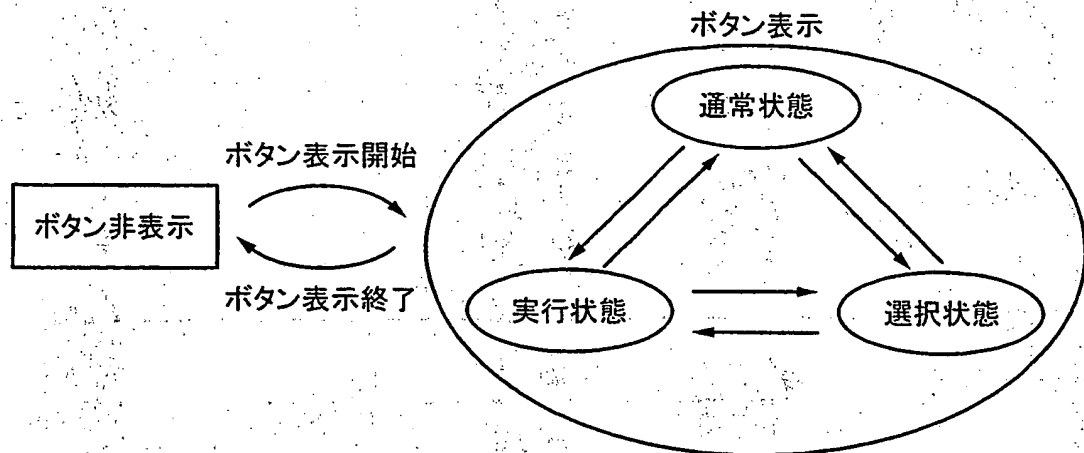 ボタン表示
通常状態
ボタン表示開始
ボタン非表示
ボタン表示終了
実行状態
選択状態